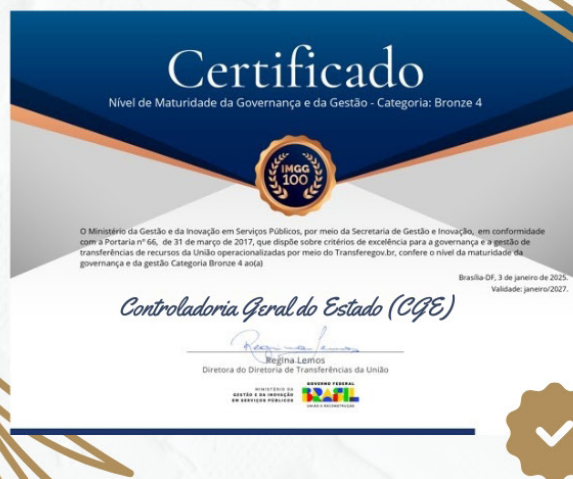 Certificado
Nível de Maturidade da Governança e da Gestão - Categoria: Bronze 4
IMGG
100
O Ministério da Gestão e da Inovação em Serviços Públicos, por meio da Secretaria de Gestão e Inovação, em conformidade
com a Portaria nº 66, de 31 de março de 2017, que dispõe sobre critérios de excelência para a governança e a gestão de
transferências de recursos da União operacionalizadas por meio do Transferegov.br, confere o nível da maturidade da
governança e da gestão Categoria Bronze 4 ao(a)
Brasília-DF, 3 de janeiro de 2025.
Validade: janeiro/2027.
Controladoria Geral do Estado (CGE)
Regina Lemos
Regina Lemos
Diretora do Diretoria de Transferências da União
MINISTÉRIO DA
GESTÃO E DA INOVAÇÃO
EM SERVIÇOS PÚBLICOS
GOVERNO FEDERAL
BRASIL
UNIÃO E RECONSTRUÇÃO